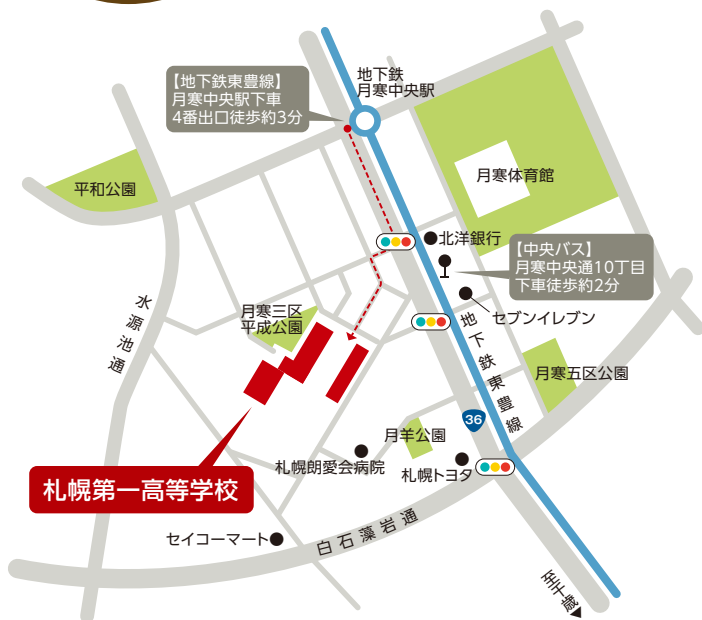 地下鉄
月寒中央駅
【地下鉄東豊線】
月寒中央駅下車
4番出口徒歩約3分
平和公園
月寒体育館
北洋銀行
【中央バス】
月寒中央通10丁目
下車徒歩約2分
水源池通
月寒三区
平成公園
セブンイレブン
地下鉄東豊線
月寒五区公園
36
月羊公園
札幌朗愛会病院
札幌トヨタ
札幌第一高等学校
セイコーマート
白石藻岩通
至千歳